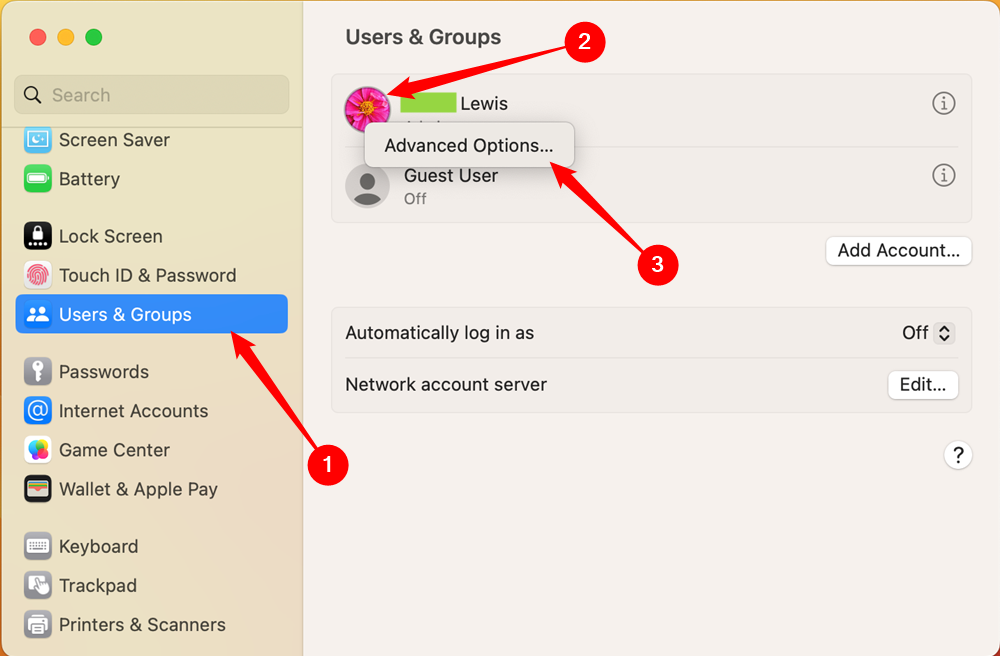 Users & Groups
2
Search
Lewis
Advanced Options...
Screen Saver
Battery
Guest User
Off
Lock Screen
Add Account...
3
Touch ID & Password
Users & Groups
Automatically log in as
Off
Passwords
Network account server
Edit...
Internet Accounts
Game Center
?
1
Wallet & Apple Pay
Keyboard
Trackpad
Printers & Scanners